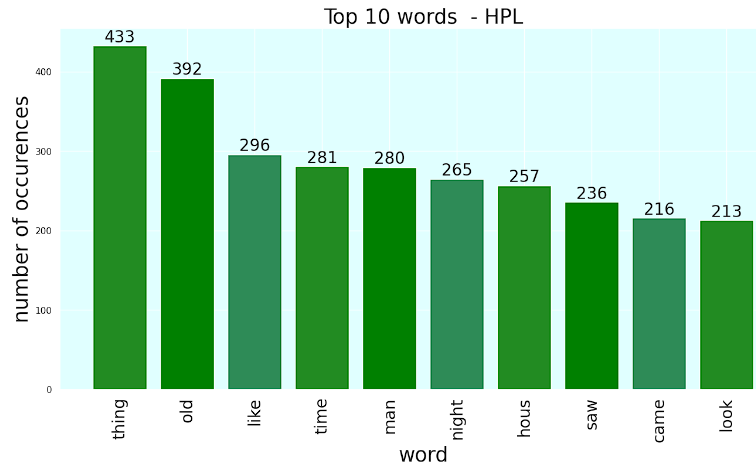 Top 10 words  - HPL
number of occurences
400
300
200
100
0
433
392
296
281
280
265
257
236
216
213
thing
old
like
time
man
night
hous
saw
came
look
word